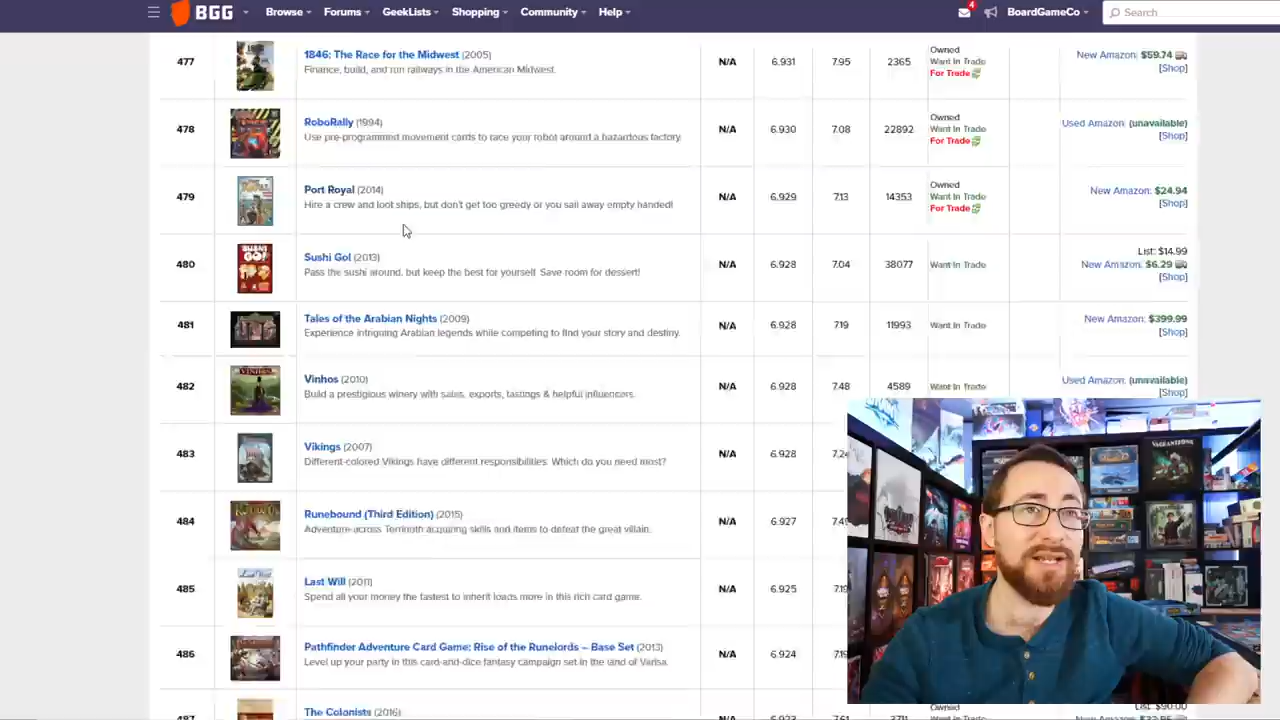 BGG Browse Forums GeekLists Shopping Community Help 4 BoardGameCo Search
477 1846: The Race for the Midwest (2005) N/A 6.931 7.95 2365 Owned New Amazon: $59.74
Finance, build, and run railways in the American Midwest. Want In Trade [Shop]
For Trade
478 RoboRally (1994) N/A 6.930 7.08 22892 Owned Used Amazon: (unavailable)
Use pre-programmed movement cards to race your robot around a hazardous factory. Want In Trade [Shop]
For Trade
479 Port Royal (2014) N/A 6.929 7.13 14353 Owned New Amazon: $24.94
Hire a crew and loot ships, but don't get too greedy or you sail away empty handed! Want In Trade [Shop]
For Trade
480 Sushi Go! (2013) N/A 6.928 7.04 38077 Want In Trade List: $14.99
Pass the sushi around, but keep the best for yourself. Save room for dessert! New Amazon: $6.29
[Shop]
481 Tales of the Arabian Nights (2009) N/A 6.928 7.19 11993 Want In Trade New Amazon: $399.99
Experience intriguing Arabian legends while competing to find your story and destiny. [Shop]
482 Vinhos (2010) N/A 6.928 7.48 4589 Want In Trade Used Amazon: (unavailable)
Build a prestigious winery with sales, exports, tastings & helpful influencers. [Shop]
483 Vikings (2007) N/A 6.928
Different-colored Vikings have different responsibilities. Which do you need most?
484 Runebound (Third Edition) (2015) N/A 6.927
Adventure across Terrinoth acquiring skills and items to defeat the great villain.
485 Last Will (2011) N/A 6.925
Spend all your money the fastest to inherit loads more in this rich card game.
486 Pathfinder Adventure Card Game: Rise of the Runelords – Base Set (2013) N/A 6.924
Level up your party in this card-and-dice fantasy campaign set in the land of Varisa.
The Colonists (2016) Owned List: $90.00